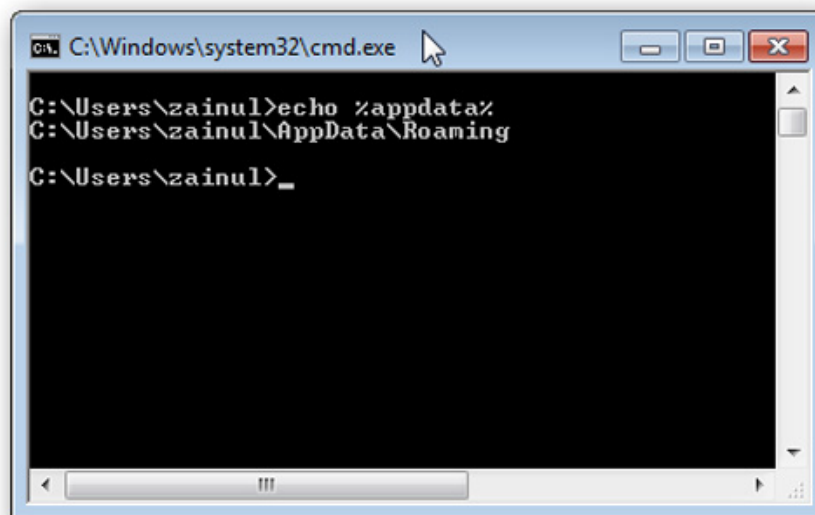 C:\Windows\system32\cmd.exe
C:\Users\zainul>echo %appdata%
C:\Users\zainul\AppData\Roaming
C:\Users\zainul>_